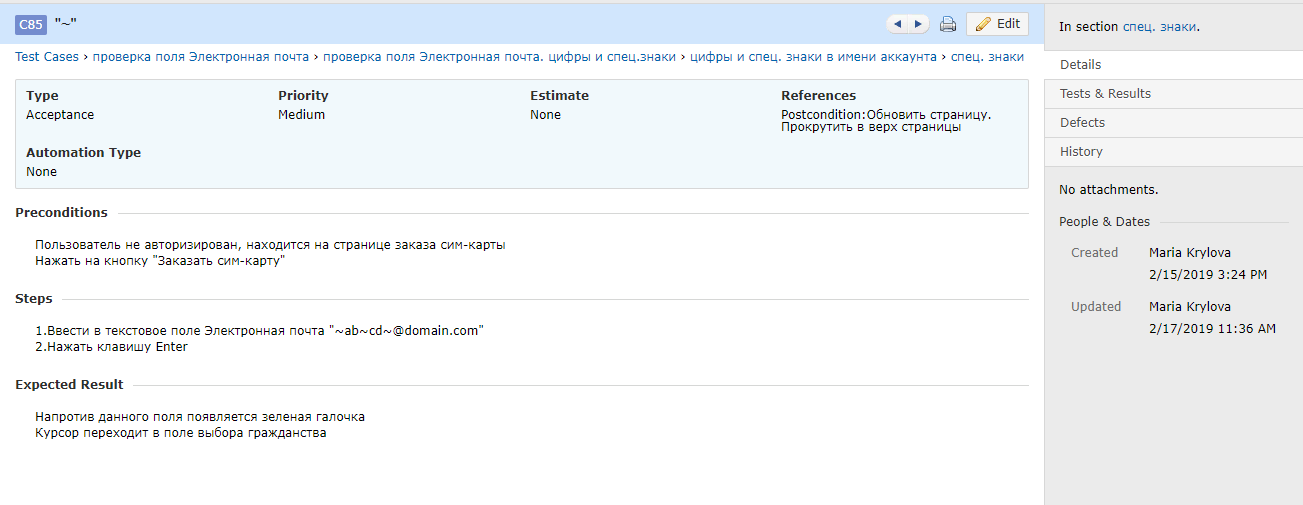 C85 "~"
Edit
Test Cases › проверка поля Электронная почта › проверка поля Электронная почта. цифры и спец.знаки › цифры и спец. знаки в имени аккаунта › спец. знаки
Type
Acceptance
Priority
Medium
Estimate
None
References
Postcondition:Обновить страницу.
Прокрутить в верх страницы
Automation Type
None
Preconditions
Пользователь не авторизирован, находится на странице заказа сим-карты
Нажать на кнопку "Заказать сим-карту"
Steps
1.Ввести в текстовое поле Электронная почта "~ab~cd~@domain.com"
2.Нажать клавишу Enter
Expected Result
Напротив данного поля появляется зеленая галочка
Курсор переходит в поле выбора гражданства
In section спец. знаки.
Details
Tests & Results
Defects
History
No attachments.
People & Dates
Created Maria Krylova
2/15/2019 3:24 PM
Updated Maria Krylova
2/17/2019 11:36 AM